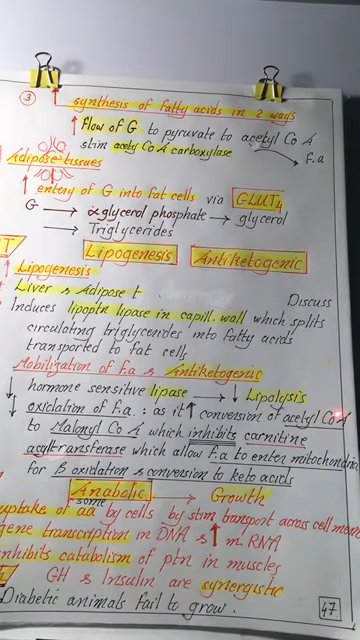 ③ ↑ synthesis of fatty acids in 2 ways
↑ flow of G to pyruvate to acetyl Co A
stim acety Co A carboxylase → f.a
Adipose tissues
↑ entery of G into fat cells via GLUT4
G → α glycerol phosphate → glycerol
→ Triglycerides
Lipogenesis Antiketogenic
↑ Lipogenesis
Liver & Adipose t. Discuss
Induces lipoptn lipase in capill. wall which splits
circulating triglycerides into fatty acids
transported to fat cells
Mobilization of f.a & Antiketogenic
↓ hormone sensitive lipase → ↓ Lipolysis
↓ oxidation of F.a. : as it ↑ conversion of acetyl CoA
to Malonyl Co A which inhibits carnitine
acyltransferase which allow F.a to enter mitochondria
for B oxidation & conversion to keto acids
Anabolic → Growth
uptake of some aa by cells by stim transport across cell mem
gene transcription in DNA & ↑ m. RNA
inhibits catabolism of ptn in muscles
GH & Insulin are synergistic
Diabetic animals fail to grow.
47